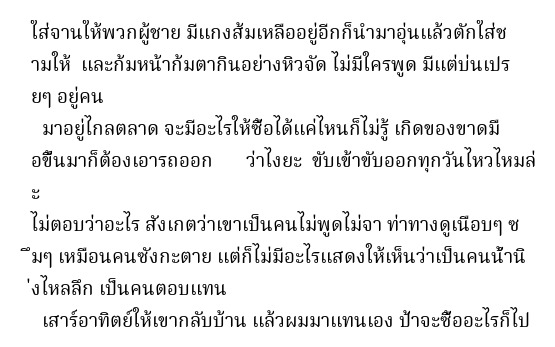 ใส่จานให้พวกผู้ชาย มีแกงส้มเหลืออยู่อีกก็นำมาอุ่นแล้วตักใส่ช
ามให้  และก้มหน้าก้มตากินอย่างหิวจัด ไม่มีใครพูด มีแต่บ่นเปร
ยๆ อยู่คน
มาอยู่ไกลตลาด จะมีอะไรให้ซื้อได้แค่ไหนก็ไม่รู้ เกิดของขาดมื
อขึ้นมาก็ต้องเอารถออก      ว่าไงยะ  ขับเข้าขับออกทุกวันไหวไหมล่
ะ
ไม่ตอบว่าอะไร สังเกตว่าเขาเป็นคนไม่พูดไม่จา ท่าทางดูเนือบๆ ซ
ึมๆ เหมือนคนซังกะตาย แต่ก็ไม่มีอะไรแสดงให้เห็นว่าเป็นคนน้ำนิ
่งไหลลึก เป็นคนตอบแทน
เสาร์อาทิตย์ให้เขากลับบ้าน แล้วผมมาแทนเอง ป้าจะซื้ออะไรก็ไป